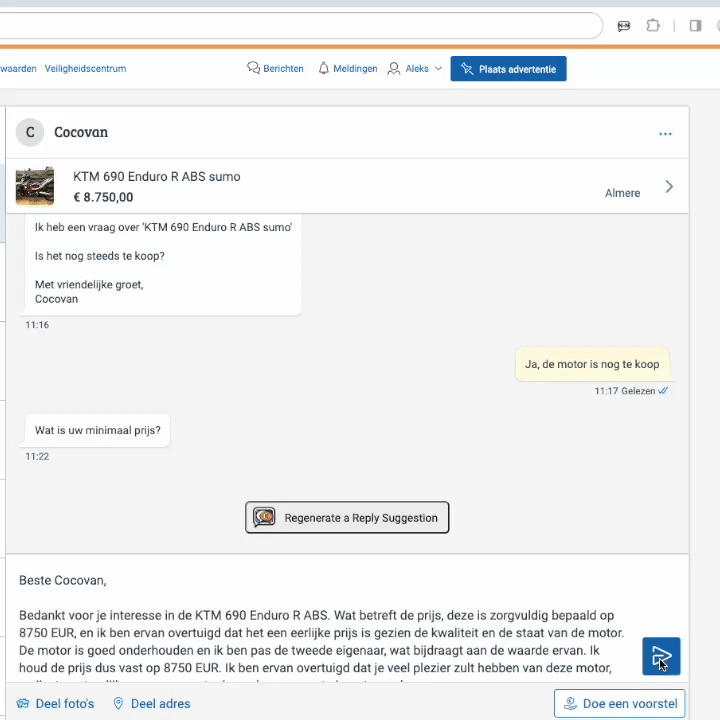 waarden Veiligheidscentrum Berichten Meldingen Aleks Plaats advertentie
C Cocovan
KTM 690 Enduro R ABS sumo
€ 8.750,00
Almere
Ik heb een vraag over 'KTM 690 Enduro R ABS sumo'
Is het nog steeds te koop?
Met vriendelijke groet,
Cocovan
11:16
Ja, de motor is nog te koop
11:17 Gelezen
Wat is uw minimaal prijs?
11:22
Regenerate a Reply Suggestion
Beste Cocovan,
Bedankt voor je interesse in de KTM 690 Enduro R ABS. Wat betreft de prijs, deze is zorgvuldig bepaald op
8750 EUR, en ik ben ervan overtuigd dat het een eerlijke prijs is gezien de kwaliteit en de staat van de motor.
De motor is goed onderhouden en ik ben pas de tweede eigenaar, wat bijdraagt aan de waarde ervan. Ik
houd de prijs dus vast op 8750 EUR. Ik ben ervan overtuigd dat je veel plezier zult hebben van deze motor,
Deel foto's Deel adres Doe een voorstel